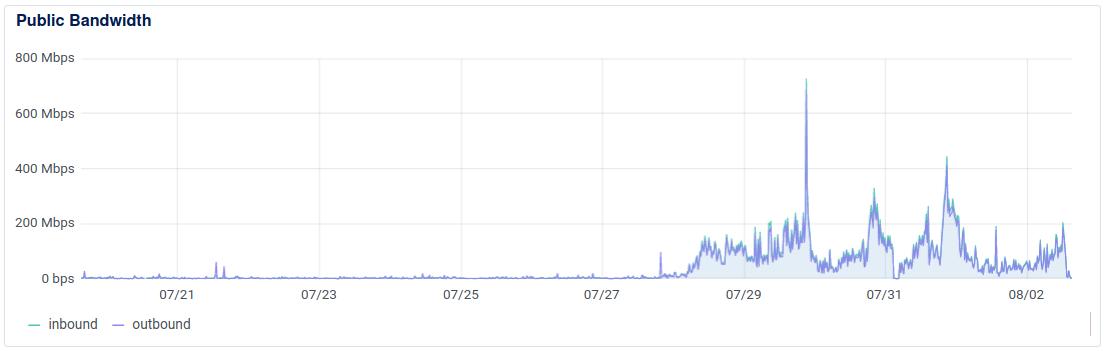 Public Bandwidth
800 Mbps
600 Mbps
400 Mbps
200 Mbps
0 bps
07/21 07/23 07/25 07/27 07/29 07/31 08/02
inbound outbound